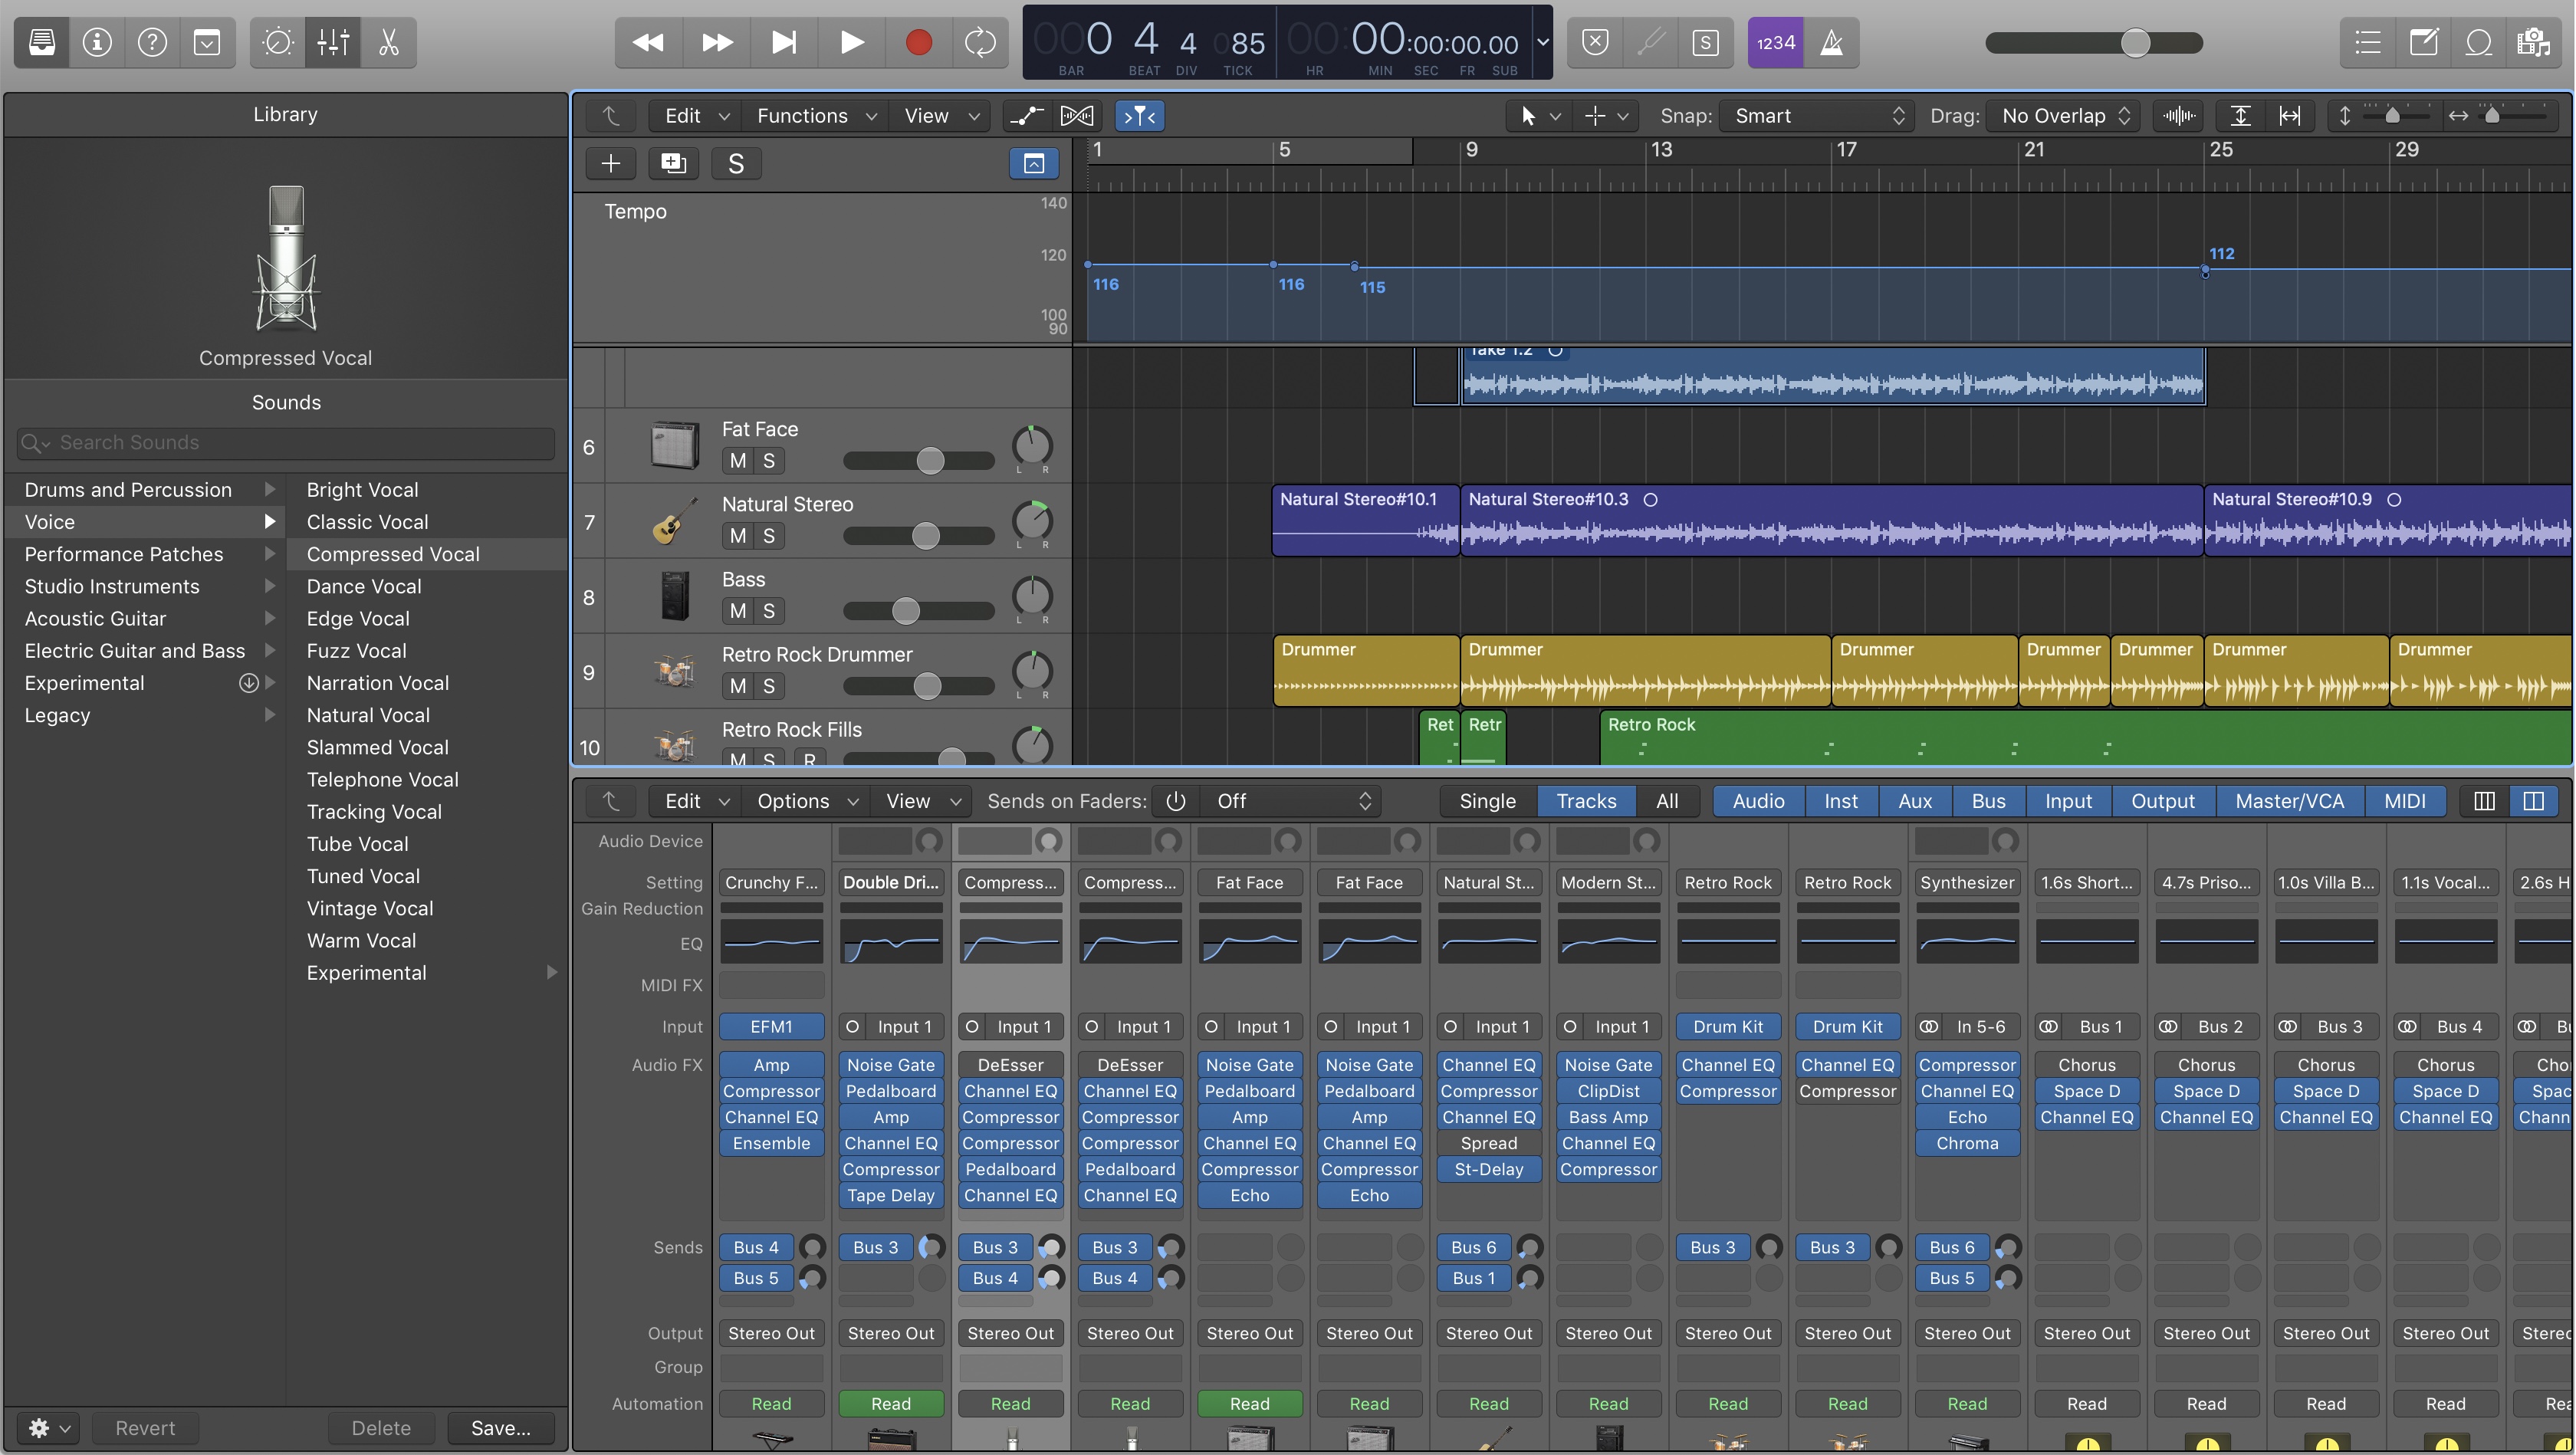 000 4 4 085 00 00:00:00.00
BAR BEAT DIV TICK HR MIN SEC FR SUB
S 1234
Library
Compressed Vocal
Sounds
Search Sounds
Drums and Percussion
Voice
Performance Patches
Studio Instruments
Acoustic Guitar
Electric Guitar and Bass
Experimental
Legacy
Bright Vocal
Classic Vocal
Compressed Vocal
Dance Vocal
Edge Vocal
Fuzz Vocal
Narration Vocal
Natural Vocal
Slammed Vocal
Telephone Vocal
Tracking Vocal
Tube Vocal
Tuned Vocal
Vintage Vocal
Warm Vocal
Experimental
Revert Delete Save...
Edit Functions View Snap: Smart Drag: No Overlap
S
1 5 9 13 17 21 25 29
Tempo
140
120
100
90
116 116 115 112
Take 1.2
6 Fat Face
M S L R
7 Natural Stereo
M S L R
Natural Stereo#10.1 Natural Stereo#10.3 Natural Stereo#10.9
8 Bass
M S L R
9 Retro Rock Drummer
M S L R
Drummer Drummer Drummer Drummer Drummer Drummer Drummer
10 Retro Rock Fills
M S R
Ret Retr Retro Rock
Edit Options View Sends on Faders: Off Single Tracks All Audio Inst Aux Bus Input Output Master/VCA MIDI
Audio Device
Setting Crunchy F... Double Dri... Compress... Compress... Fat Face Fat Face Natural St... Modern St... Retro Rock Retro Rock Synthesizer 1.6s Short... 4.7s Priso... 1.0s Villa B... 1.1s Vocal... 2.6s H
Gain Reduction
EQ
MIDI FX
Input EFM1 Input 1 Input 1 Input 1 Input 1 Input 1 Input 1 Input 1 Drum Kit Drum Kit In 5-6 Bus 1 Bus 2 Bus 3 Bus 4
Audio FX Amp Noise Gate DeEsser DeEsser Noise Gate Noise Gate Channel EQ Noise Gate Channel EQ Channel EQ Compressor Chorus Chorus Chorus Chorus Cho
Compressor Pedalboard Channel EQ Channel EQ Pedalboard Pedalboard Compressor ClipDist Compressor Compressor Channel EQ Space D Space D Space D Space D Spac
Channel EQ Amp Compressor Compressor Amp Amp Channel EQ Bass Amp Echo Channel EQ Channel EQ Channel EQ Channel EQ Chann
Ensemble Channel EQ Compressor Compressor Channel EQ Channel EQ Spread Channel EQ Chroma
Compressor Pedalboard Pedalboard Compressor Compressor St-Delay Compressor
Tape Delay Channel EQ Channel EQ Echo Echo
Sends Bus 4 Bus 3 Bus 3 Bus 3 Bus 6 Bus 3 Bus 3 Bus 6
Bus 5 Bus 4 Bus 4 Bus 1 Bus 5
Output Stereo Out Stereo Out Stereo Out Stereo Out Stereo Out Stereo Out Stereo Out Stereo Out Stereo Out Stereo Out Stereo Out Stereo Out Stereo Out Stereo Out Stereo Out Stereo
Group
Automation Read Read Read Read Read Read Read Read Read Read Read Read Read Read Read Rea